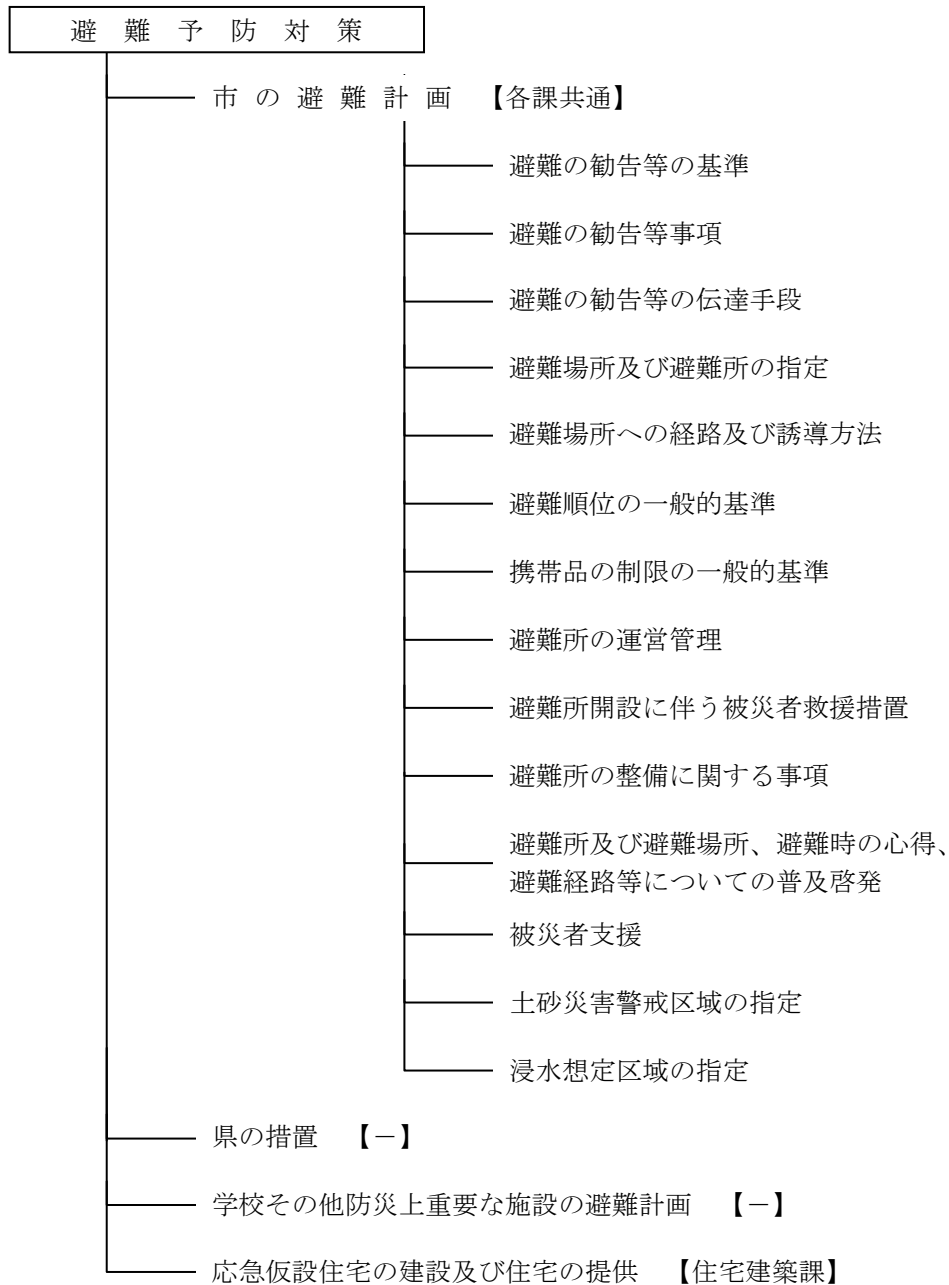 避難予防対策
市の避難計画 【各課共通】
避難の勧告等の基準
避難の勧告等事項
避難の勧告等の伝達手段
避難場所及び避難所の指定
避難場所への経路及び誘導方法
避難順位の一般的基準
携帯品の制限の一般的基準
避難所の運営管理
避難所開設に伴う被災者救援措置
避難所の整備に関する事項
避難所及び避難場所、避難時の心得、
避難経路等についての普及啓発
被災者支援
土砂災害警戒区域の指定
浸水想定区域の指定
県の措置 【－】
学校その他防災上重要な施設の避難計画 【－】
応急仮設住宅の建設及び住宅の提供 【住宅建築課】